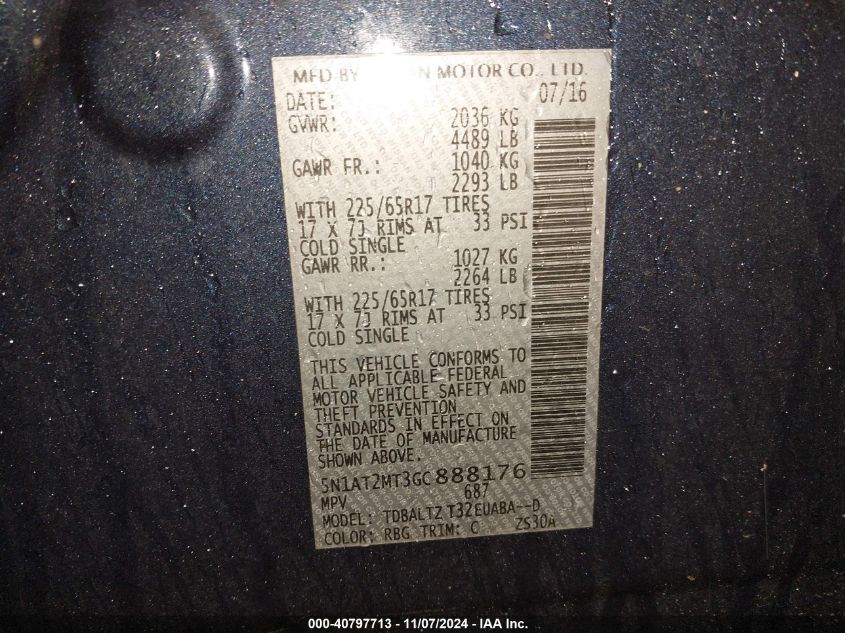 MFD BY MOTOR CO., LTD.
DATE: 07/16
GVWR: 2036 KG
4489 LB
GAWR FR.: 1040 KG
2293 LB
WITH 225/65R17 TIRES
17 X 7J RIMS AT 33 PSI
COLD SINGLE
GAWR RR.: 1027 KG
2264 LB
WITH 225/65R17 TIRES
17 X 7J RIMS AT 33 PSI
COLD SINGLE
THIS VEHICLE CONFORMS TO
ALL APPLICABLE FEDERAL
MOTOR VEHICLE SAFETY AND
THEFT PREVENTION
STANDARDS IN EFFECT ON
THE DATE OF MANUFACTURE
SHOWN ABOVE.
5N1AT2MT3GC888176
MPV 687
MODEL: TDBALTZ T32EUABA--D
COLOR: RBG TRIM: C ZS30A
000-40797713 - 11/07/2024 - IAA Inc.